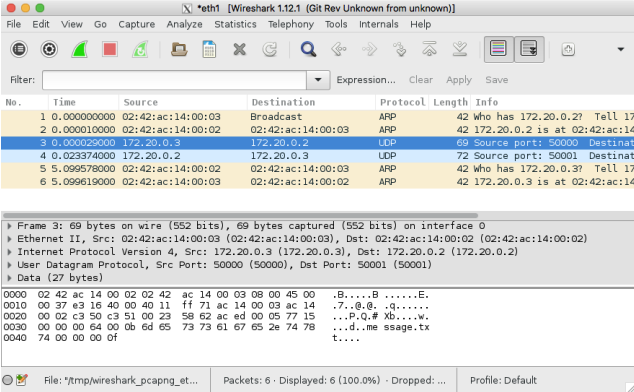 *eth1 [Wireshark 1.12.1 (Git Rev Unknown from unknown)]
File Edit View Go Capture Analyze Statistics Telephony Tools Internals Help
Filter: Expression... Clear Apply Save
No. Time Source Destination Protocol Length Info
1 0.000000000 02:42:ac:14:00:03 Broadcast ARP 42 Who has 172.20.0.2? Tell 17
2 0.000010000 02:42:ac:14:00:02 02:42:ac:14:00:03 ARP 42 172.20.0.2 is at 02:42:ac:14
3 0.000029000 172.20.0.3 172.20.0.2 UDP 69 Source port: 50000 Destinat
4 0.023374000 172.20.0.2 172.20.0.3 UDP 72 Source port: 50001 Destinat
5 5.099578000 02:42:ac:14:00:02 02:42:ac:14:00:03 ARP 42 Who has 172.20.0.3? Tell 17
6 5.099619000 02:42:ac:14:00:03 02:42:ac:14:00:02 ARP 42 172.20.0.3 is at 02:42:ac:14
Frame 3: 69 bytes on wire (552 bits), 69 bytes captured (552 bits) on interface 0
Ethernet II, Src: 02:42:ac:14:00:03 (02:42:ac:14:00:03), Dst: 02:42:ac:14:00:02 (02:42:ac:14:00:02)
Internet Protocol Version 4, Src: 172.20.0.3 (172.20.0.3), Dst: 172.20.0.2 (172.20.0.2)
User Datagram Protocol, Src Port: 50000 (50000), Dst Port: 50001 (50001)
Data (27 bytes)
0000 02 42 ac 14 00 02 02 42 ac 14 00 03 08 00 45 00 .B.....B ......E.
0010 00 37 e3 16 40 00 40 11 ff 71 ac 14 00 03 ac 14 .7..@.@. .q......
0020 00 02 c3 50 c3 51 00 23 58 62 ac ed 00 05 77 15 ...P.Q.# Xb....w.
0030 00 00 00 64 00 0b 6d 65 73 73 61 67 65 2e 74 78 ...d..me ssage.tx
0040 74 00 00 00 0f t....
File: "/tmp/wireshark_pcapng_et... Packets: 6 · Displayed: 6 (100.0%) · Dropped: ... Profile: Default